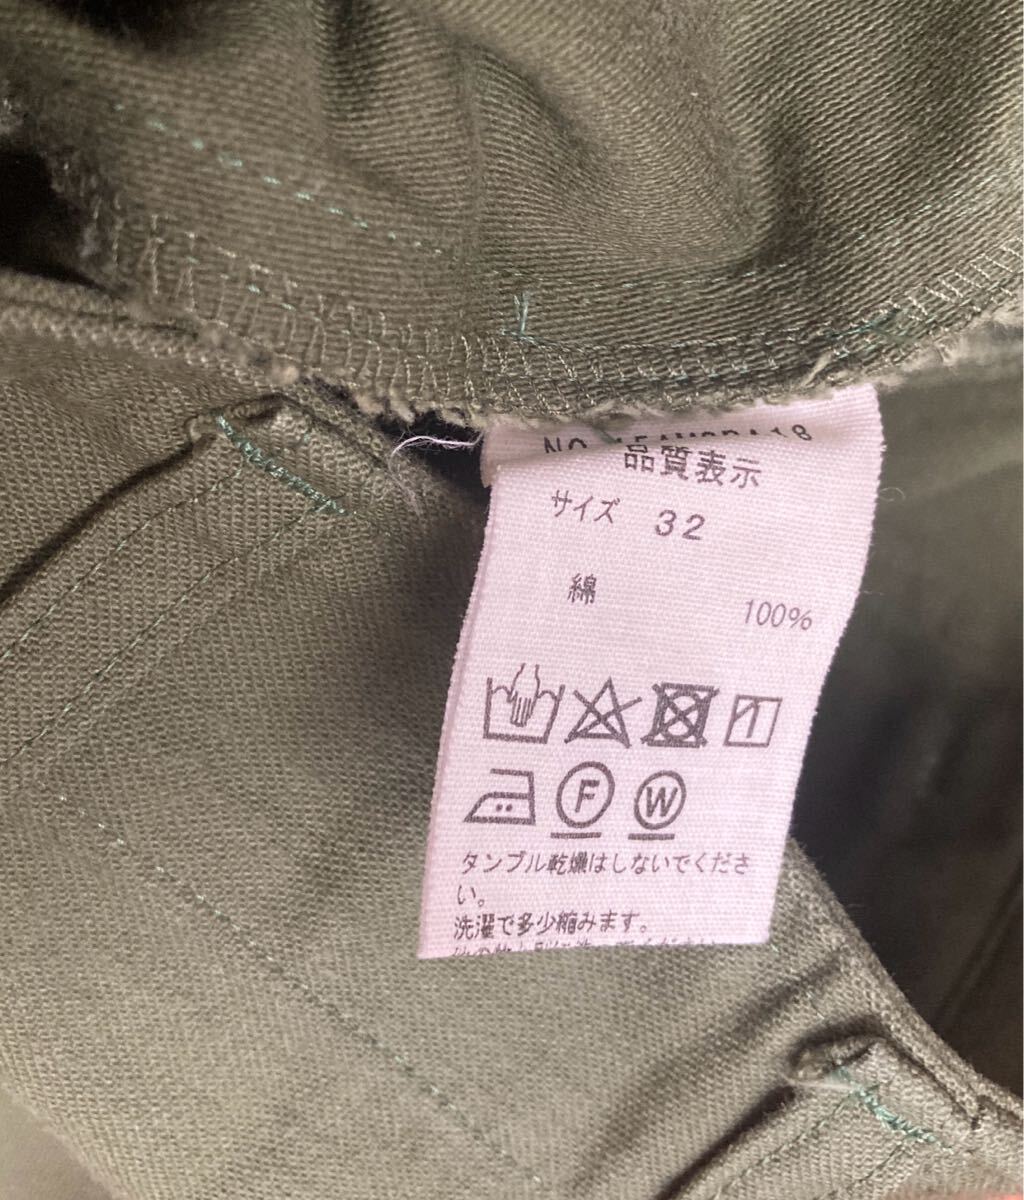 品質表示
サイズ 32
綿 100%
F W
タンブル乾燥はしないでくださ
い。
洗濯で多少縮みます。